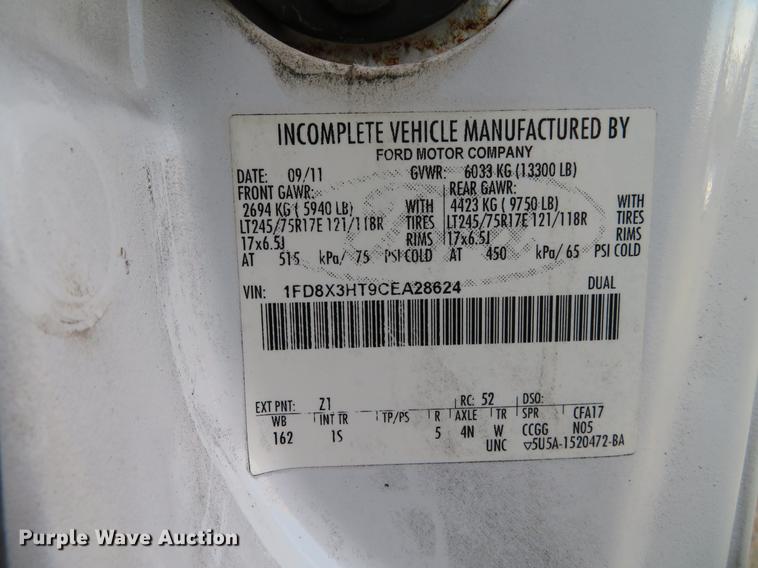 INCOMPLETE VEHICLE MANUFACTURED BY
FORD MOTOR COMPANY
DATE: 09/11 GVWR: 6033 KG (13300 LB)
FRONT GAWR: REAR GAWR:
2694 KG ( 5940 LB) WITH 4423 KG ( 9750 LB) WITH
LT245/75R17E 121/118R TIRES LT245/75R17E 121/118R TIRES
17x6.5J RIMS 17x6.5J RIMS
AT 515 kPa/ 75 PSI COLD AT 450 kPa/ 65 PSI COLD
VIN: 1FD8X3HT9CEA28624 DUAL
EXT PNT: Z1 RC: 52 DSO:
WB INT TR TP/PS R AXLE TR SPR CFA17
162 1S 5 4N W CCGG N05
UNC ▽5U5A-1520472-BA
Purple Wave Auction